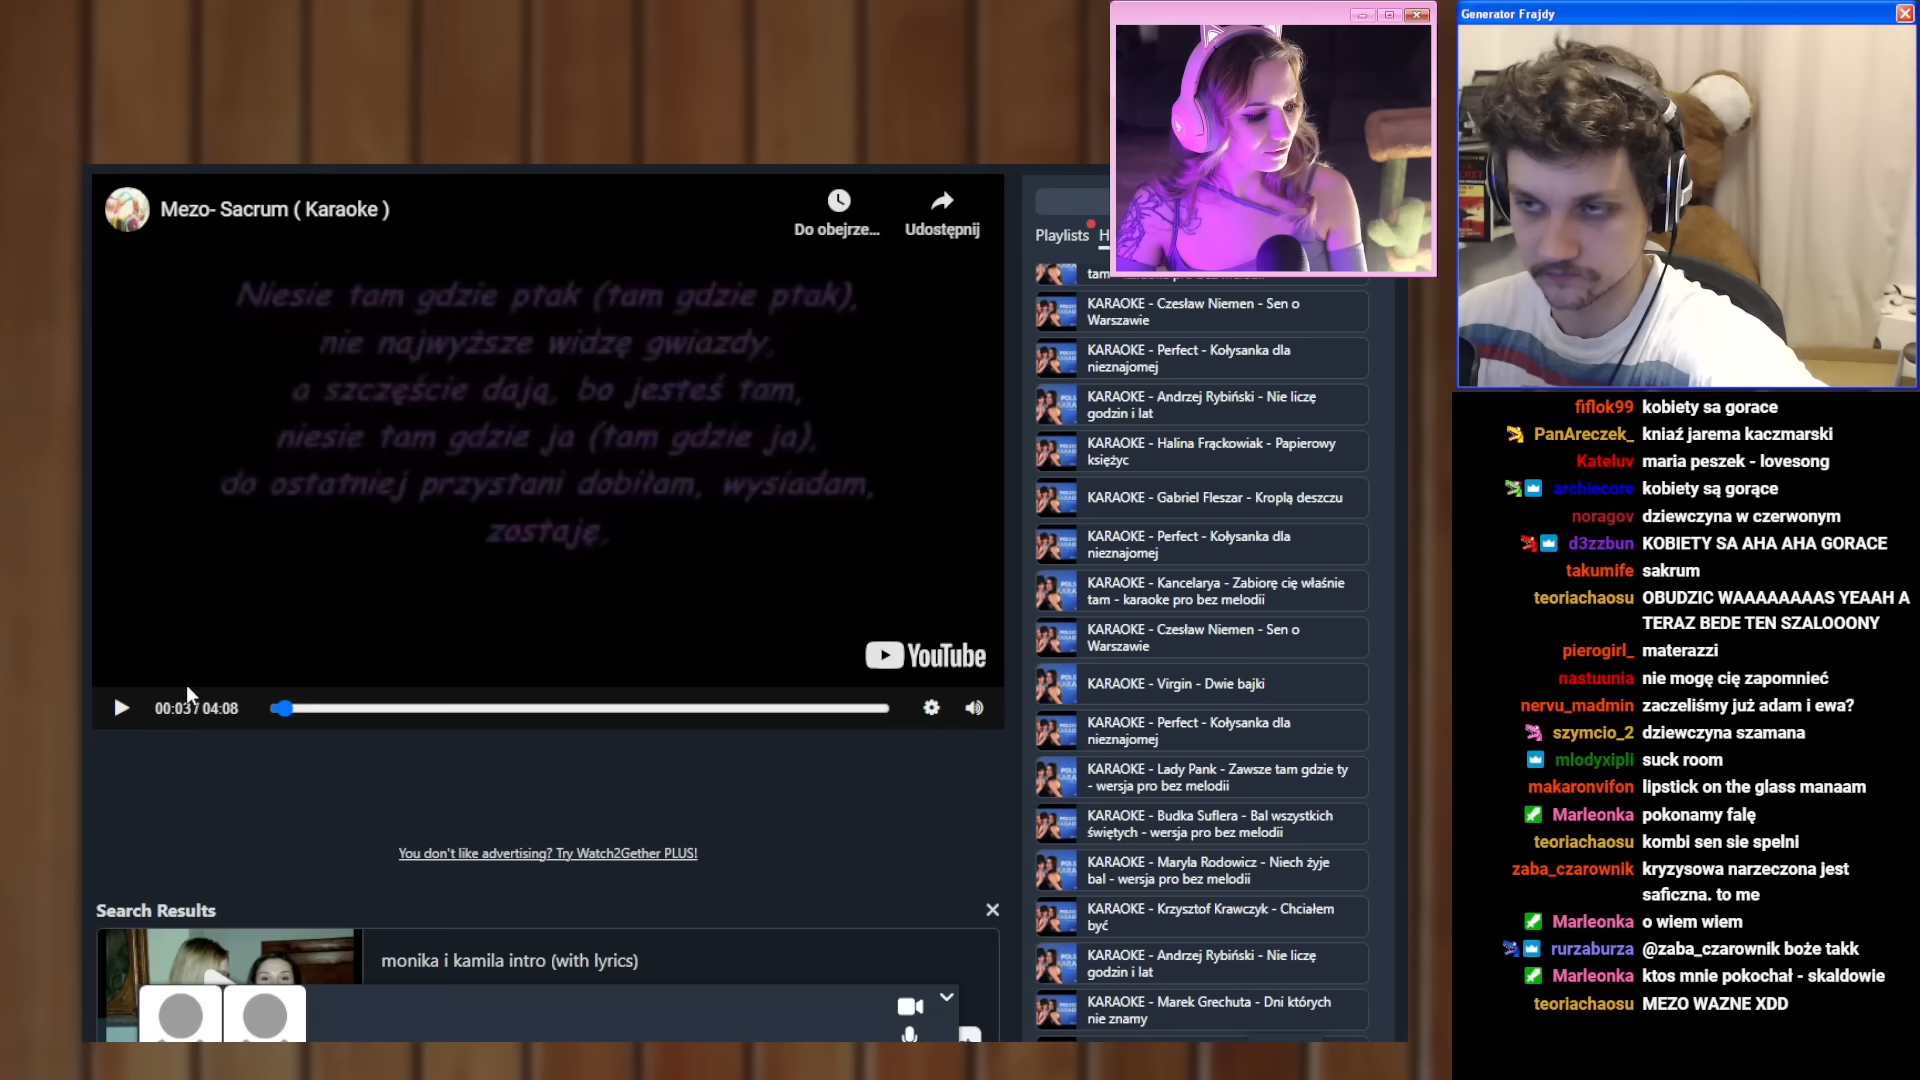 Generator Frajdy
Mezo- Sacrum ( Karaoke )
Do obejrze...
Udostępnij
Niesie tam gdzie ptak (tam gdzie ptak),
nie najwyższe widzę gwiazdy,
a szczęście dają, bo jesteś tam,
niesie tam gdzie ja (tam gdzie ja),
do ostatniej przystani dobiłam, wysiadam,
zostaję.
YouTube
00:03 / 04:08
You don't like advertising? Try Watch2Gether PLUS!
Search Results
monika i kamila intro (with lyrics)
Playlists H
tam
KARAOKE - Czesław Niemen - Sen o
Warszawie
KARAOKE - Perfect - Kołysanka dla
nieznajomej
KARAOKE - Andrzej Rybiński - Nie liczę
godzin i lat
KARAOKE - Halina Frąckowiak - Papierowy
księżyc
KARAOKE - Gabriel Fleszar - Kroplą deszczu
KARAOKE - Perfect - Kołysanka dla
nieznajomej
KARAOKE - Kancelarya - Zabiorę cię właśnie
tam - karaoke pro bez melodii
KARAOKE - Czesław Niemen - Sen o
Warszawie
KARAOKE - Virgin - Dwie bajki
KARAOKE - Perfect - Kołysanka dla
nieznajomej
KARAOKE - Lady Pank - Zawsze tam gdzie ty
- wersja pro bez melodii
KARAOKE - Budka Suflera - Bal wszystkich
świętych - wersja pro bez melodii
KARAOKE - Maryla Rodowicz - Niech żyje
bal - wersja pro bez melodii
KARAOKE - Krzysztof Krawczyk - Chciałem
być
KARAOKE - Andrzej Rybiński - Nie liczę
godzin i lat
KARAOKE - Marek Grechuta - Dni których
nie znamy
fiflok99 kobiety sa gorace
PanAreczek_ kniaź jarema kaczmarski
Kateluv maria peszek - lovesong
archiecore kobiety są gorące
noragov dziewczyna w czerwonym
d3zzbun KOBIETY SA AHA AHA GORACE
takumife sakrum
teoriachaosu OBUDZIC WAAAAAAAAS YEAAH A
TERAZ BEDE TEN SZALOOONY
pierogirl_ materazzi
nastuunia nie mogę cię zapomnieć
nervu_madmin zaczeliśmy już adam i ewa?
szymcio_2 dziewczyna szamana
mlodyxipli suck room
makaronvifon lipstick on the glass manaam
Marleonka pokonamy falę
teoriachaosu kombi sen sie spelni
zaba_czarownik kryzysowa narzeczona jest
saficzna. to me
Marleonka o wiem wiem
rurzaburza @zaba_czarownik boże takk
Marleonka ktos mnie pokochał - skaldowie
teoriachaosu MEZO WAZNE XDD